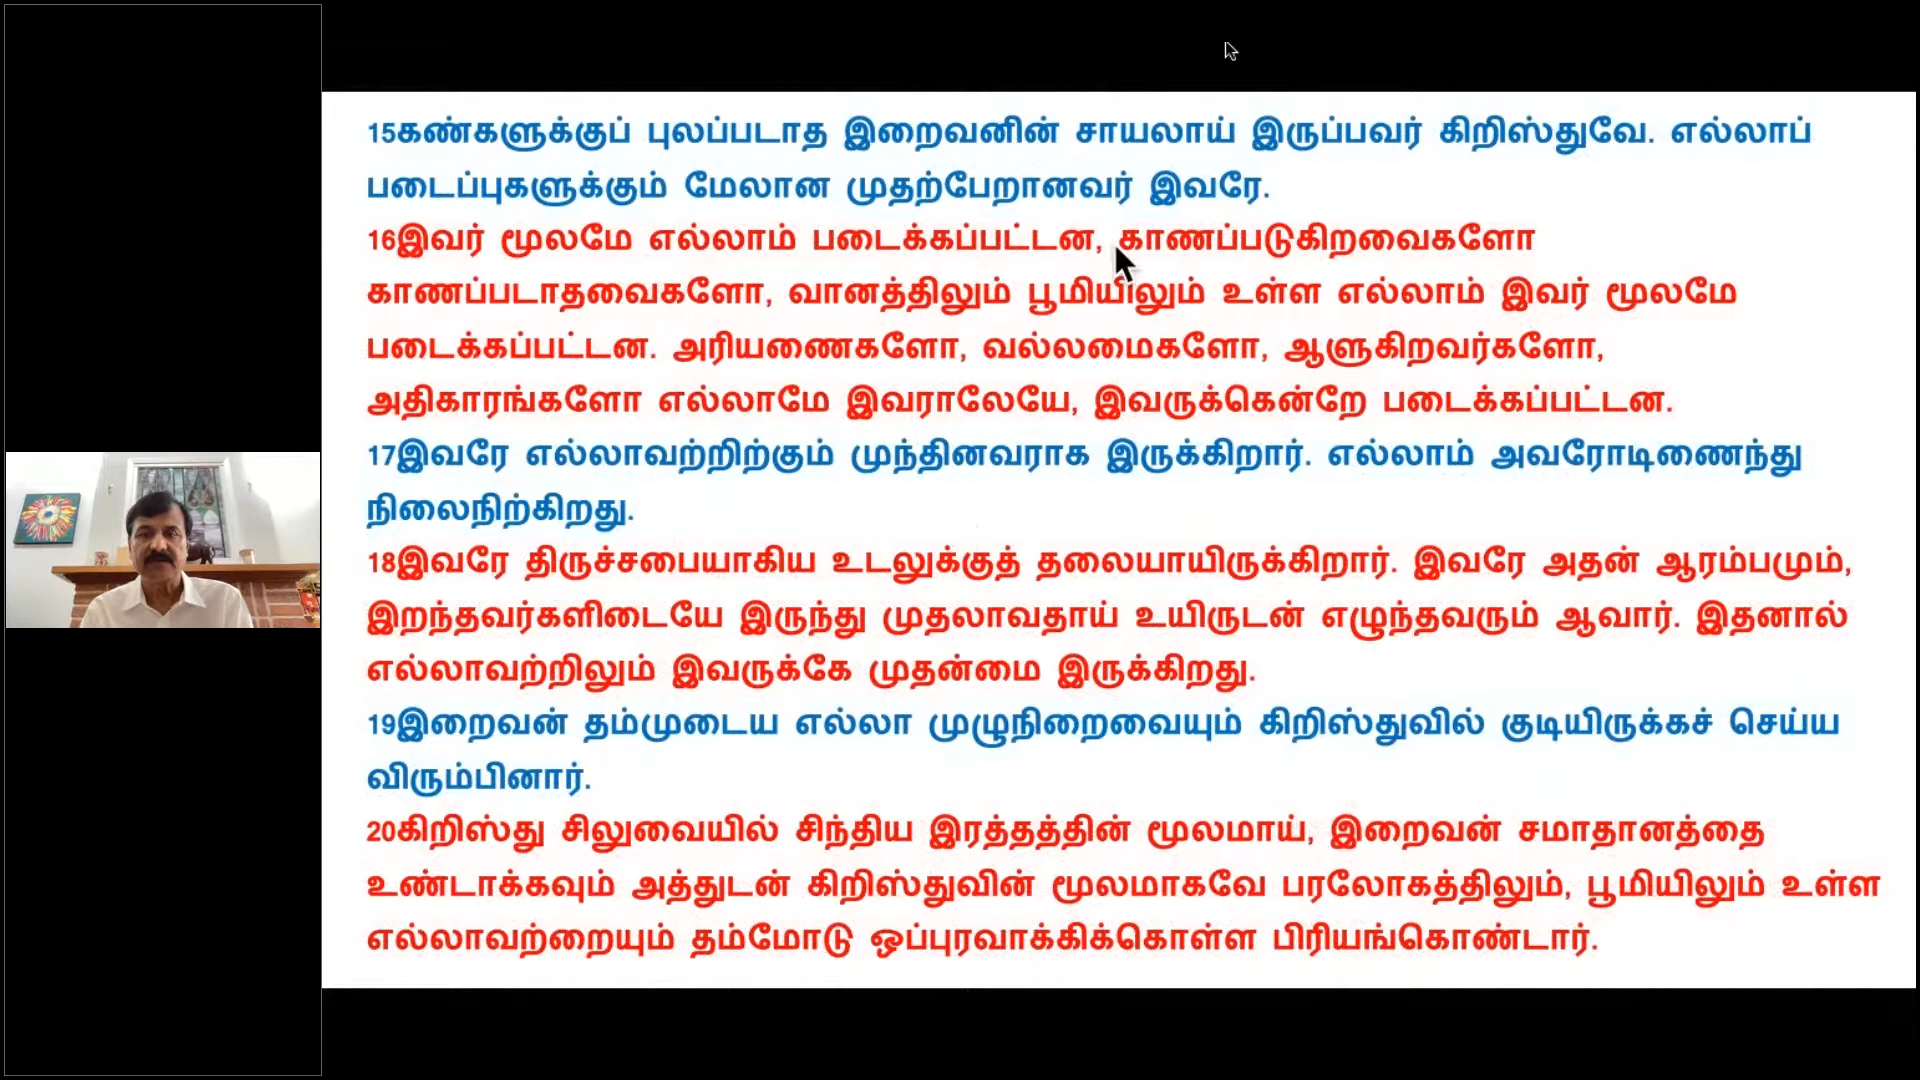 15கண்களுக்குப் புலப்படாத இறைவனின் சாயலாய் இருப்பவர் கிறிஸ்துவே. எல்லாப்
படைப்புகளுக்கும் மேலான முதற்பேறானவர் இவரே.
16இவர் மூலமே எல்லாம் படைக்கப்பட்டன, காணப்படுகிறவைகளோ
காணப்படாதவைகளோ, வானத்திலும் பூமியிலும் உள்ள எல்லாம் இவர் மூலமே
படைக்கப்பட்டன. அரியணைகளோ, வல்லமைகளோ, ஆளுகிறவர்களோ,
அதிகாரங்களோ எல்லாமே இவராலேயே, இவருக்கென்றே படைக்கப்பட்டன.
17இவரே எல்லாவற்றிற்கும் முந்தினவராக இருக்கிறார். எல்லாம் அவரோடிணைந்து
நிலைநிற்கிறது.
18இவரே திருச்சபையாகிய உடலுக்குத் தலையாயிருக்கிறார். இவரே அதன் ஆரம்பமும்,
இறந்தவர்களிடையே இருந்து முதலாவதாய் உயிருடன் எழுந்தவரும் ஆவார். இதனால்
எல்லாவற்றிலும் இவருக்கே முதன்மை இருக்கிறது.
19இறைவன் தம்முடைய எல்லா முழுநிறைவையும் கிறிஸ்துவில் குடியிருக்கச் செய்ய
விரும்பினார்.
20கிறிஸ்து சிலுவையில் சிந்திய இரத்தத்தின் மூலமாய், இறைவன் சமாதானத்தை
உண்டாக்கவும் அத்துடன் கிறிஸ்துவின் மூலமாகவே பரலோகத்திலும், பூமியிலும் உள்ள
எல்லாவற்றையும் தம்மோடு ஒப்புரவாக்கிக்கொள்ள பிரியங்கொண்டார்.